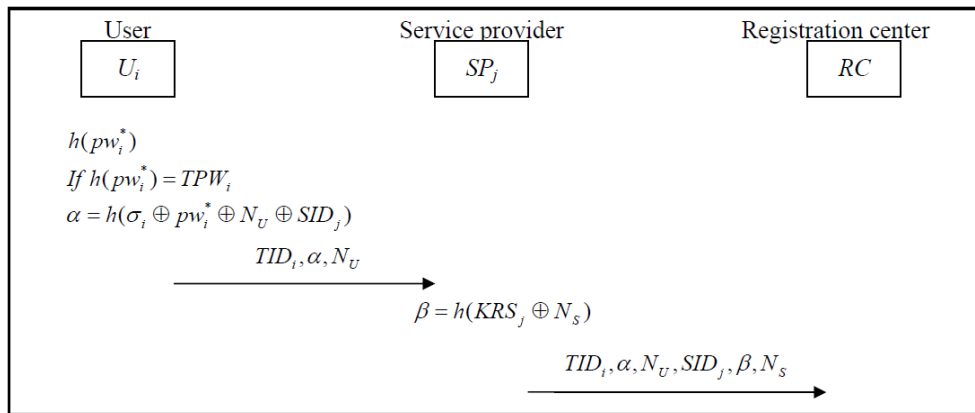 User Service provider Registration center
U_i SP_j RC
h(pw_i^*)
If h(pw_i^*) = TPW_i
α = h(σ_i ⊕ pw_i^* ⊕ N_U ⊕ SID_j)
TID_i, α, N_U
β = h(KRS_j ⊕ N_S)
TID_i, α, N_U, SID_j, β, N_S